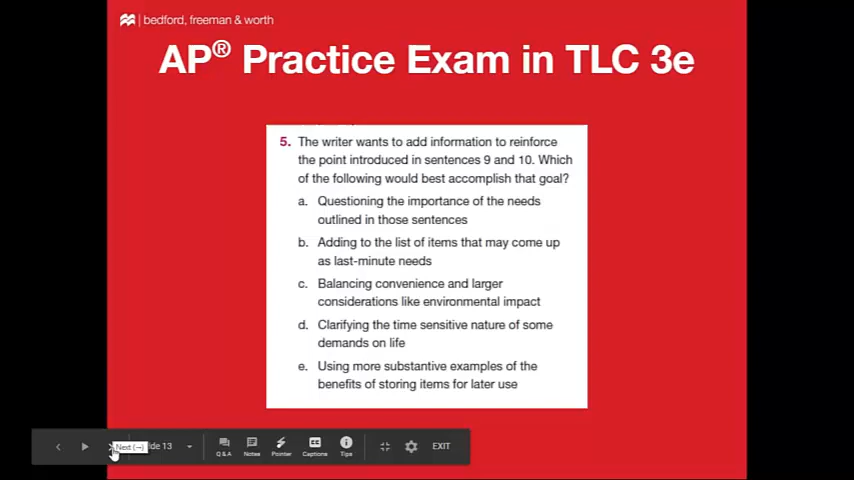 bedford, freeman & worth
AP® Practice Exam in TLC 3e
5. The writer wants to add information to reinforce
the point introduced in sentences 9 and 10. Which
of the following would best accomplish that goal?
a. Questioning the importance of the needs
outlined in those sentences
b. Adding to the list of items that may come up
as last-minute needs
c. Balancing convenience and larger
considerations like environmental impact
d. Clarifying the time sensitive nature of some
demands on life
e. Using more substantive examples of the
benefits of storing items for later use
Next (→) de 13
Q & A Notes Pointer Captions Tips EXIT